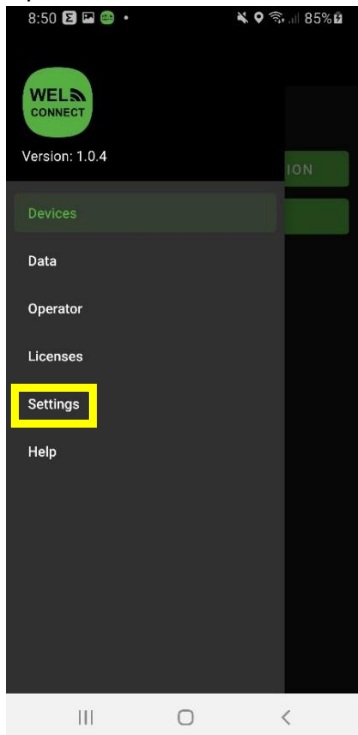 8:50
85%
WEL
CONNECT
Version: 1.0.4
ION
Devices
Data
Operator
Licenses
Settings
Help